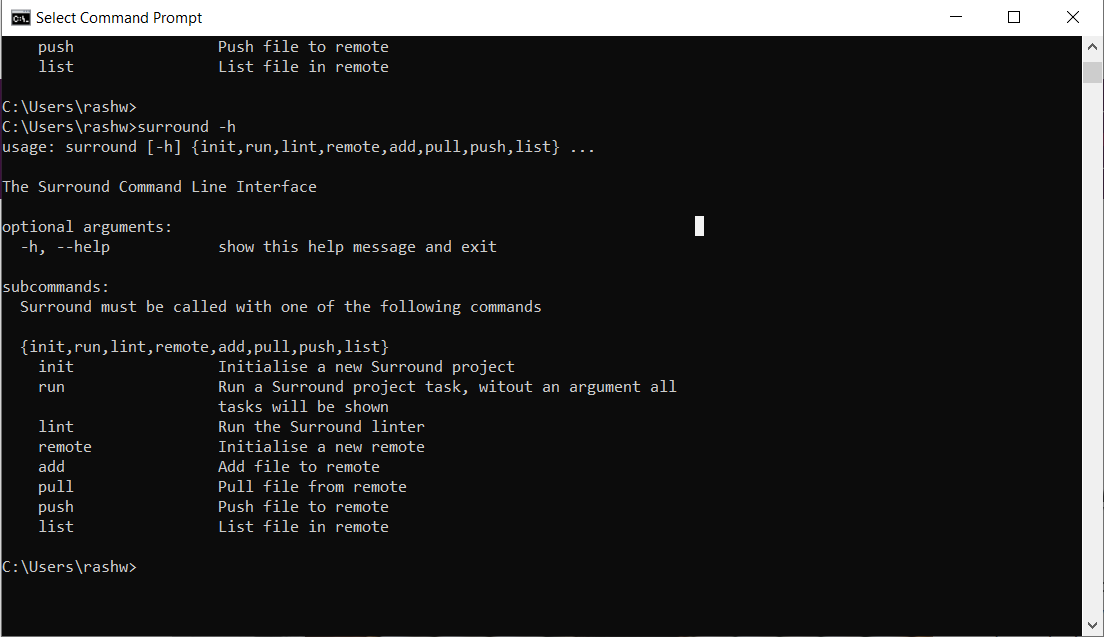 Select Command Prompt
push Push file to remote
list List file in remote
C:\Users\rashw>
C:\Users\rashw>surround -h
usage: surround [-h] {init,run,lint,remote,add,pull,push,list} ...
The Surround Command Line Interface
optional arguments:
-h, --help show this help message and exit
subcommands:
Surround must be called with one of the following commands
{init,run,lint,remote,add,pull,push,list}
init Initialise a new Surround project
run Run a Surround project task, witout an argument all
tasks will be shown
lint Run the Surround linter
remote Initialise a new remote
add Add file to remote
pull Pull file from remote
push Push file to remote
list List file in remote
C:\Users\rashw>